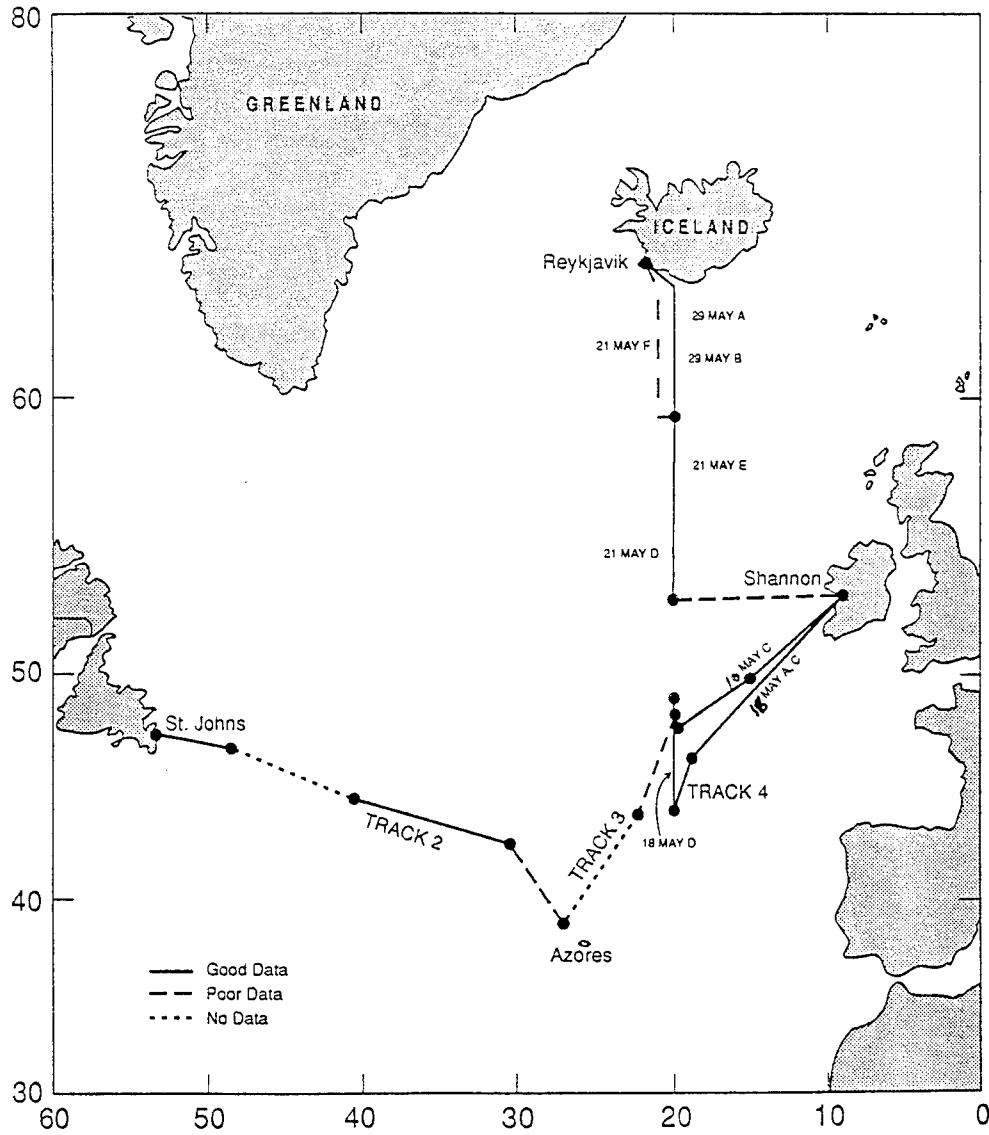 80
GREENLAND
ICELAND
Reykjavik
29 MAY A
21 MAY F
29 MAY B
60
21 MAY E
21 MAY D
Shannon
50
18 MAY A, C
MAY C
St. Johns
TRACK 4
TRACK 2
TRACK 3
18 MAY D
40
Azores
Good Data
Poor Data
No Data
30
60
50
40
30
20
10
0